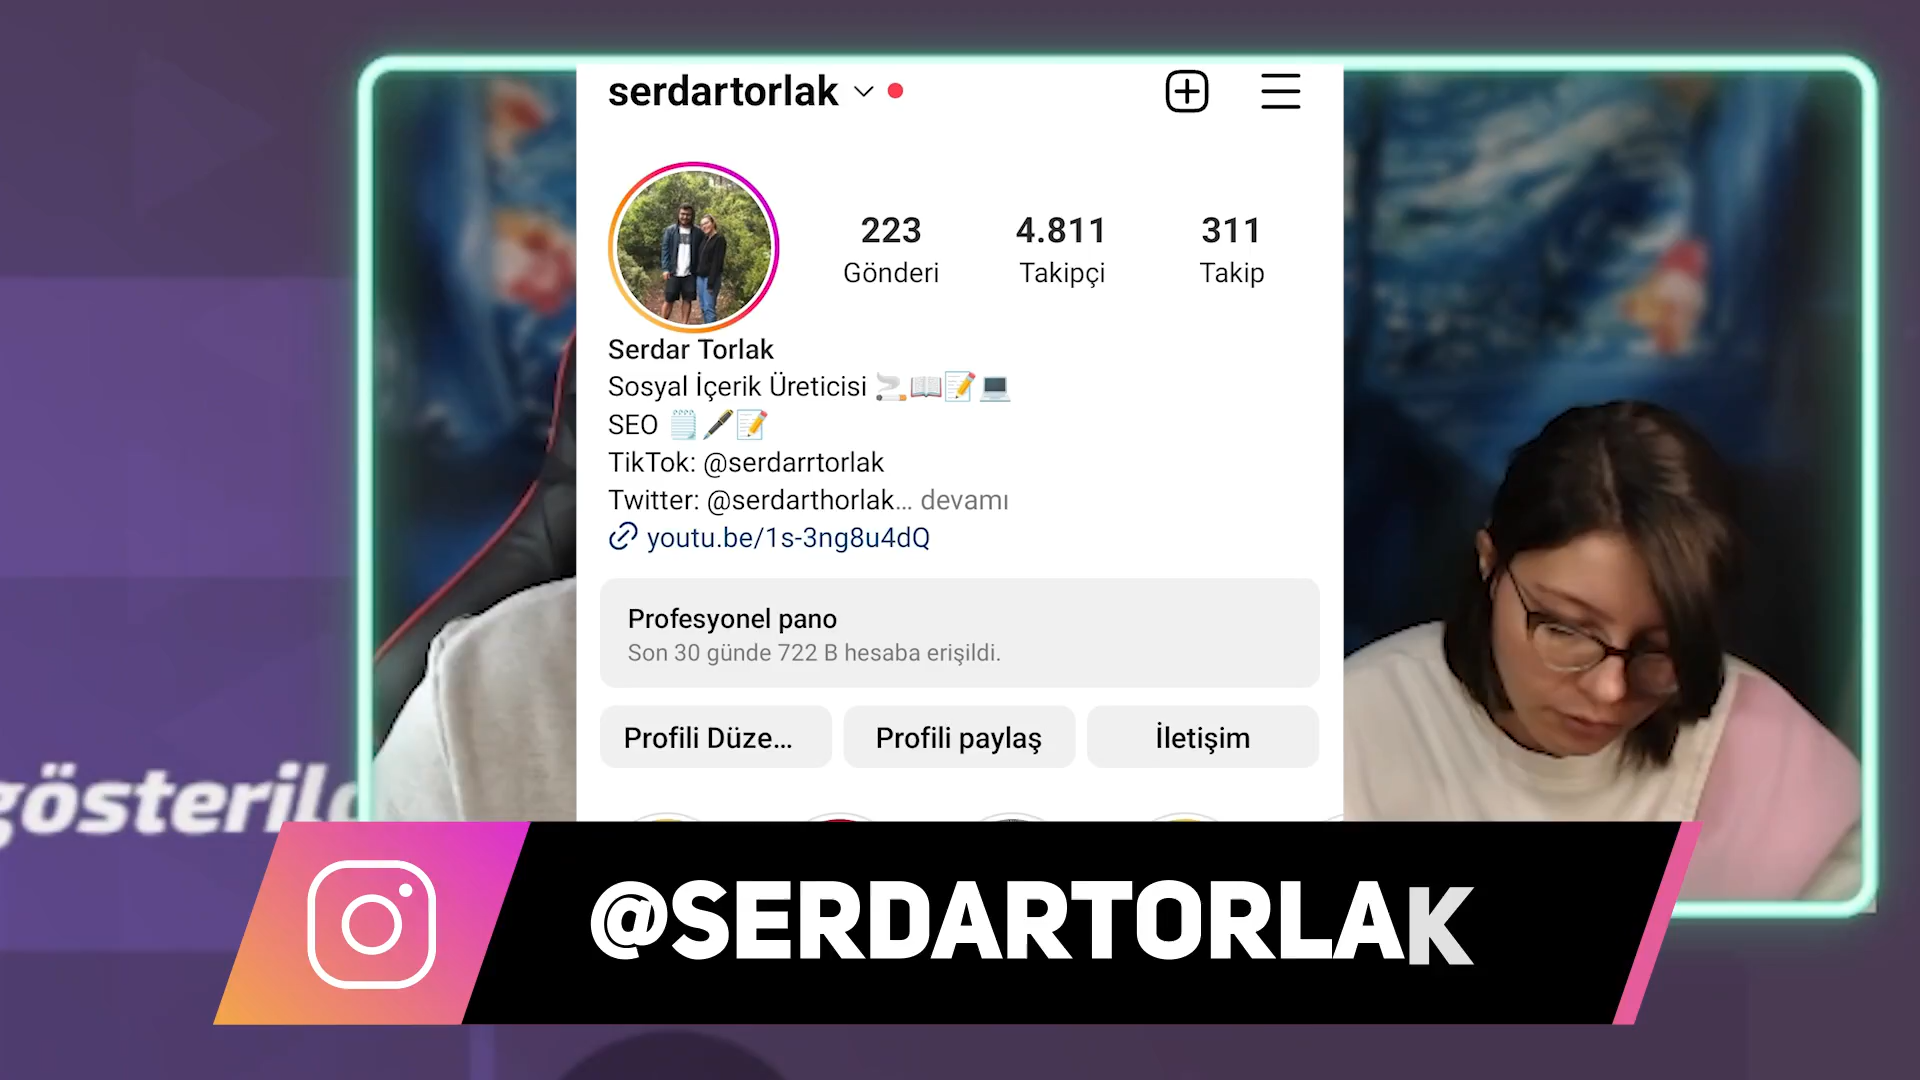 serdartorlak
223
4.811
311
Gönderi
Takipçi
Takip
Serdar Torlak
Sosyal İçerik Üreticisi
SEO
TikTok: @serdarrtorlak
Twitter: @serdarthorlak... devamı
youtu.be/1s-3ng8u4dQ
Profesyonel pano
Son 30 günde 722 B hesaba erişildi.
Profili Düze...
Profili paylaş
İletişim
@SERDARTORLAK